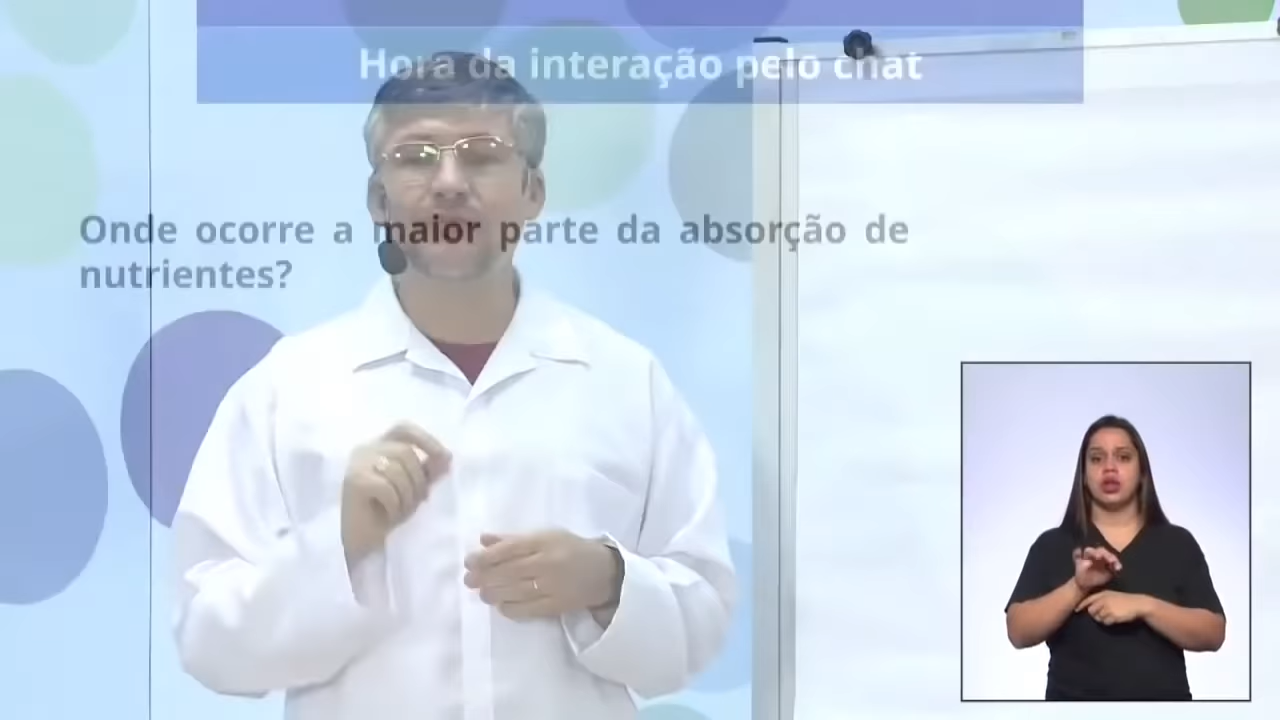 Hora da interação pelo chat
Onde ocorre a maior parte da absorção de
nutrientes?